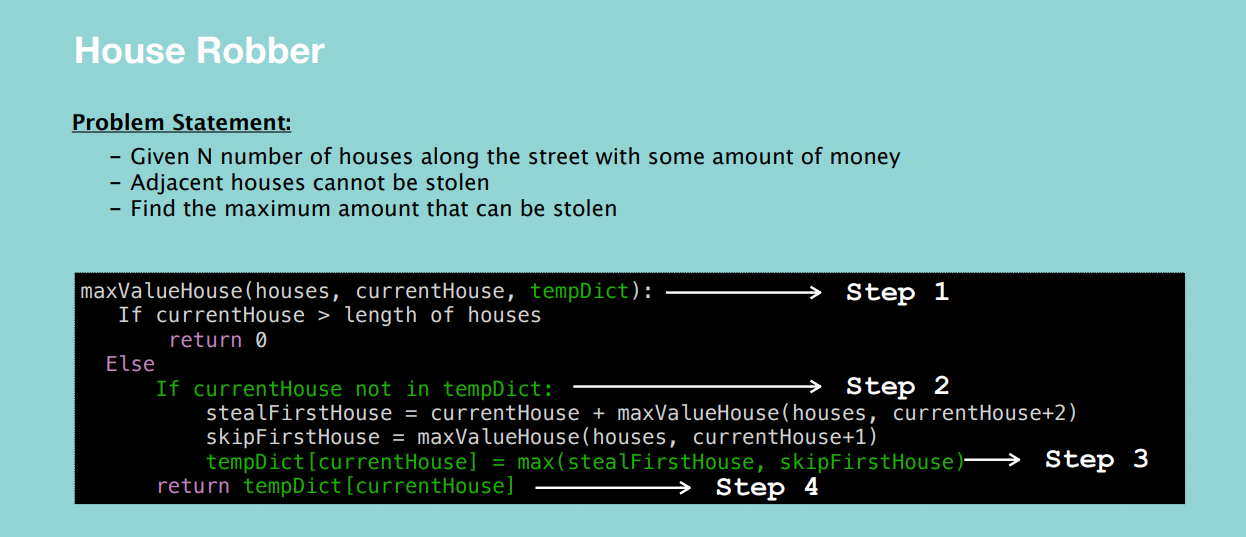 House Robber
Problem Statement:
- Given N number of houses along the street with some amount of money
- Adjacent houses cannot be stolen
- Find the maximum amount that can be stolen
maxValueHouse(houses, currentHouse, tempDict): Step 1
If currentHouse > length of houses
return 0
Else
If currentHouse not in tempDict: Step 2
stealFirstHouse = currentHouse + maxValueHouse(houses, currentHouse+2)
skipFirstHouse = maxValueHouse(houses, currentHouse+1)
tempDict[currentHouse] = max(stealFirstHouse, skipFirstHouse) Step 3
return tempDict[currentHouse] Step 4